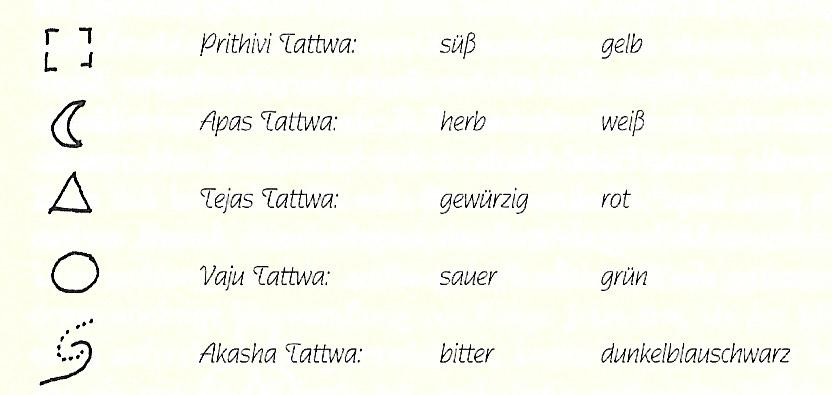 Prithivi Tattwa: süß gelb
Apas Tattwa: herb weiß
Tejas Tattwa: gewürzig rot
Vaju Tattwa: sauer grün
Akasha Tattwa: bitter dunkelblauschwarz